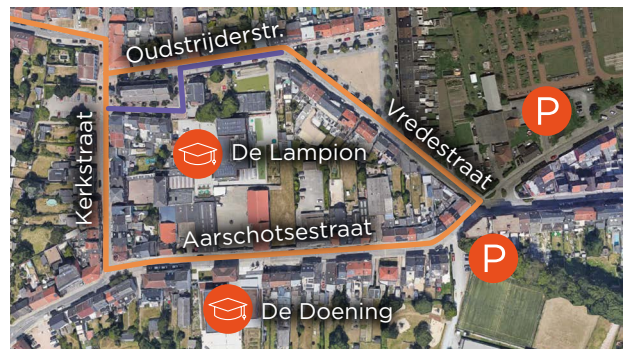 Oudstrijderstr.
Vredestraat
P
Kerkstraat
De Lampion
Aarschotsestraat
P
De Doening